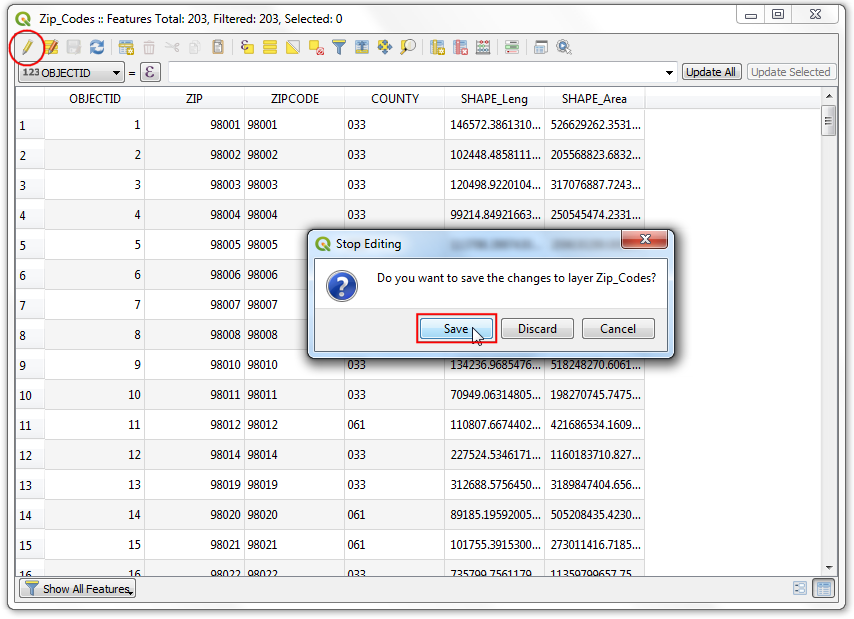 Zip_Codes :: Features Total: 203, Filtered: 203, Selected: 0
123 OBJECTID = ε Update All Update Selected
OBJECTID ZIP ZIPCODE COUNTY SHAPE_Leng SHAPE_Area
1 1 98001 98001 033 146572.3861310... 526629262.3531...
2 2 98002 98002 033 102448.4858111... 205568823.6832...
3 3 98003 98003 033 120498.9220104... 317076887.7243...
4 4 98004 98004 033 99214.84921663... 250545474.2331...
5 5 98005 98005
6 6 98006 98006
7 7 98007 98007
8 8 98008 98008
9 9 98010 98010 033 134236.9685476... 518248270.6061...
10 10 98011 98011 033 70949.06314805... 198270745.7475...
11 11 98012 98012 061 110807.6674402... 421686534.1609...
12 12 98014 98014 033 227524.5346171... 1160183710.827...
13 13 98019 98019 033 312688.5756450... 3189847404.656...
14 14 98020 98020 061 89185.19592005... 505208435.4230...
15 15 98021 98021 061 101755.3915300... 273011416.7185...
16 16 98022 98022 033 735799.7561179... 11359799657.75...
Stop Editing
Do you want to save the changes to layer Zip_Codes?
Save Discard Cancel
Show All Features